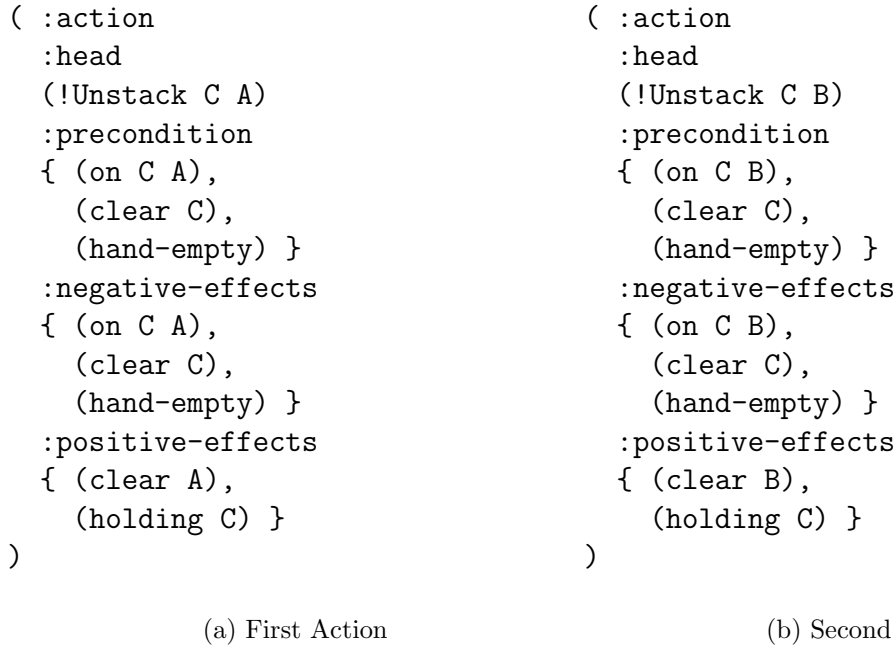 ( :action
:head
(!Unstack C A)
:precondition
{ (on C A),
(clear C),
(hand-empty) }
:negative-effects
{ (on C A),
(clear C),
(hand-empty) }
:positive-effects
{ (clear A),
(holding C) }
)
(a) First Action
( :action
:head
(!Unstack C B)
:precondition
{ (on C B),
(clear C),
(hand-empty) }
:negative-effects
{ (on C B),
(clear C),
(hand-empty) }
:positive-effects
{ (clear B),
(holding C) }
)
(b) Second